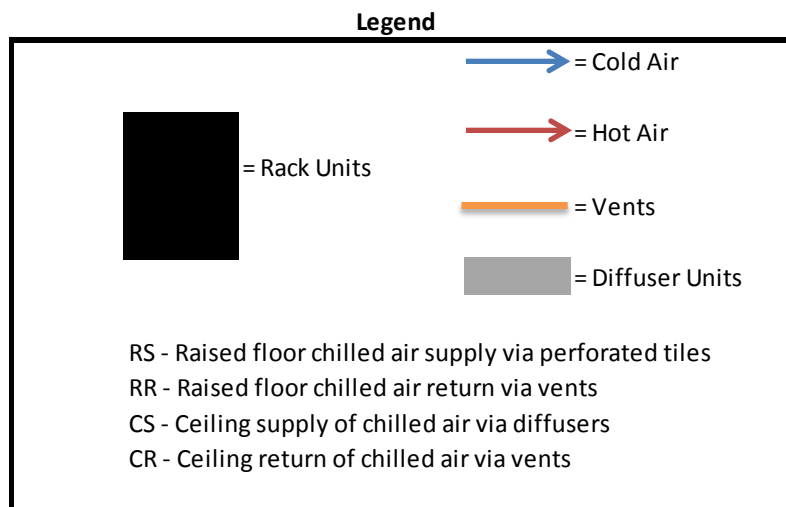 Legend
= Cold Air
= Hot Air
= Rack Units
= Vents
= Diffuser Units
RS - Raised floor chilled air supply via perforated tiles
RR - Raised floor chilled air return via vents
CS - Ceiling supply of chilled air via diffusers
CR - Ceiling return of chilled air via vents